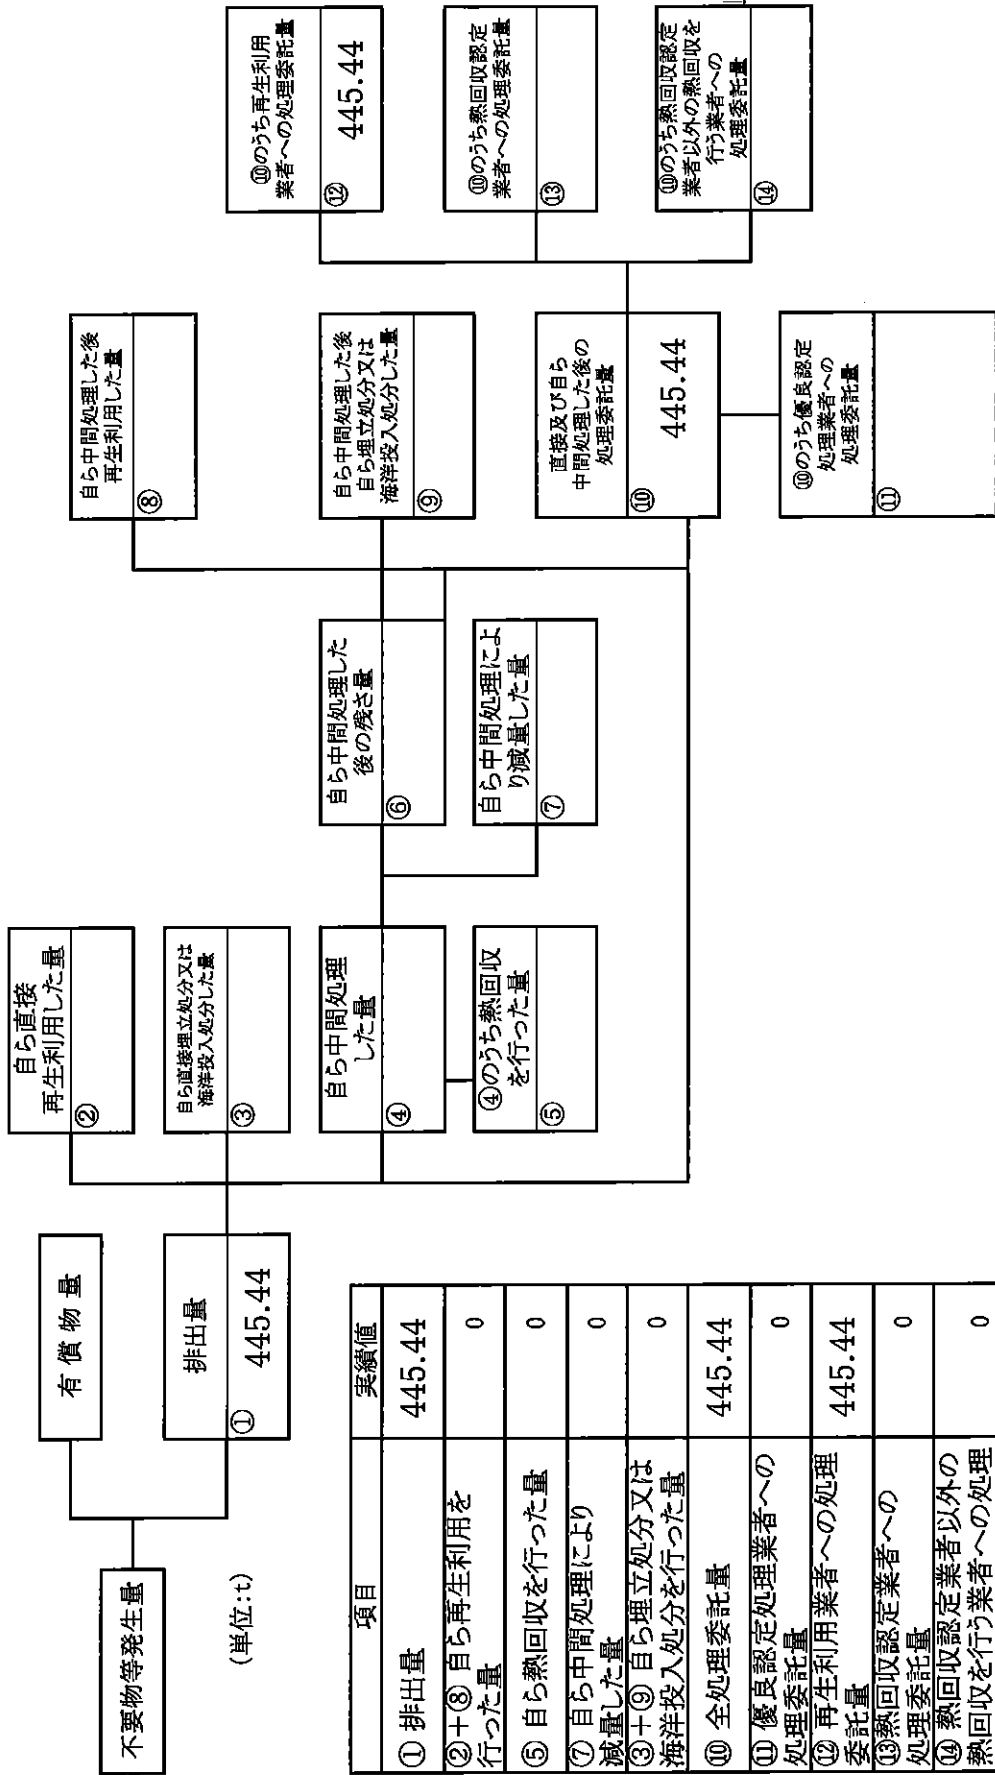 不要物等発生量
有償物量
排出量
① 445.44
(単位:t)
自ら直接
再生利用した量
②
自ら直接埋立処分又は
海洋投入処分した量
③
自ら中間処理
した量
④
④のうち熱回収
を行った量
⑤
自ら中間処理した
後の残さ量
⑥
自ら中間処理によ
り減量した量
⑦
自ら中間処理した後
再生利用した量
⑧
自ら中間処理した後
自ら埋立処分又は
海洋投入処分した量
⑨
直接及び自ら
中間処理した後の
処理委託量
⑩ 445.44
⑩のうち優良認定
処理業者への
処理委託量
⑪
⑩のうち再生利用
業者への処理委託量
⑫ 445.44
⑩のうち熱回収認定
業者への処理委託量
⑬
⑩のうち熱回収認定
業者以外の熱回収を
行う業者への
処理委託量
⑭
項目 実績値
① 排出量 445.44
②+⑧ 自ら再生利用を
行った量 0
⑤ 自ら熱回収を行った量 0
⑦ 自ら中間処理により
減量した量 0
③+⑨ 自ら埋立処分又は
海洋投入処分を行った量 0
⑩ 全処理委託量 445.44
⑪ 優良認定処理業者への
処理委託量 0
⑫ 再生利用業者への処理
委託量 445.44
⑬熱回収認定業者への
処理委託量 0
⑭ 熱回収認定業者以外の
熱回収を行う業者への処理 0